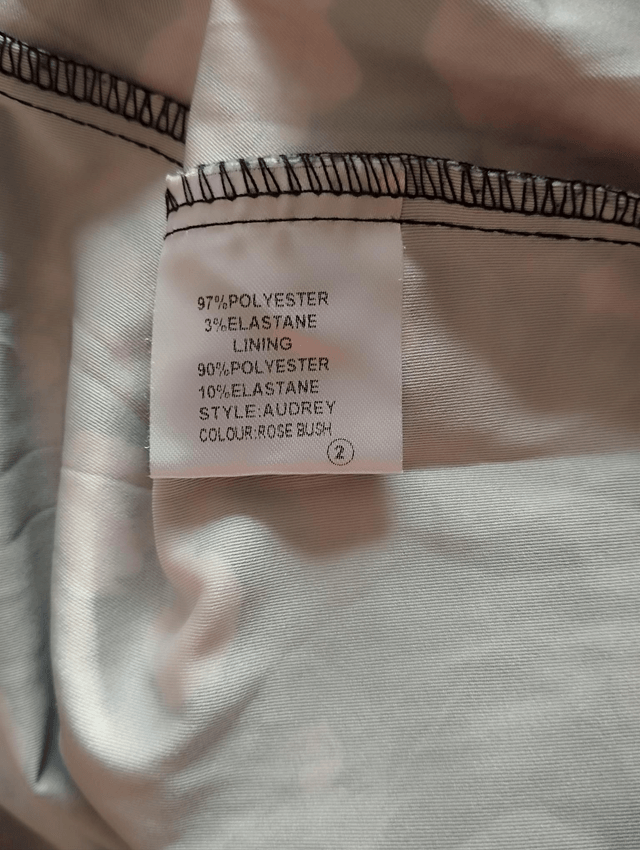 97%POLYESTER
3%ELASTANE
LINING
90%POLYESTER
10%ELASTANE
STYLE:AUDREY
COLOUR:ROSE BUSH
2